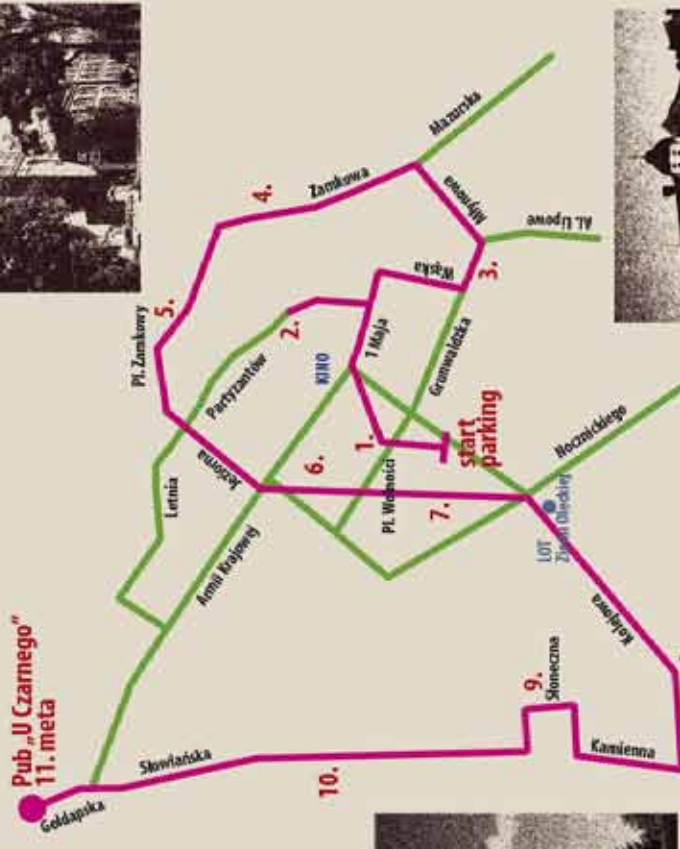 Pub „U Czarnego”
11. meta
Gołdapska
Słowiańska
10.
9.
Słoneczna
Kamienna
Kolejowa
LOT
Ziemi Oleckiej
Nocznickiego
7.
Pl. Wolności
6.
Armii Krajowej
Letnia
Jeziorna
Partyzantów
Pl. Zamkowy
5.
4.
Zamkowa
Mazurska
Młynowa
Al. Lipowe
3.
Wąska
Grunwaldzka
1 Maja
2.
KINO
1.
start
parking